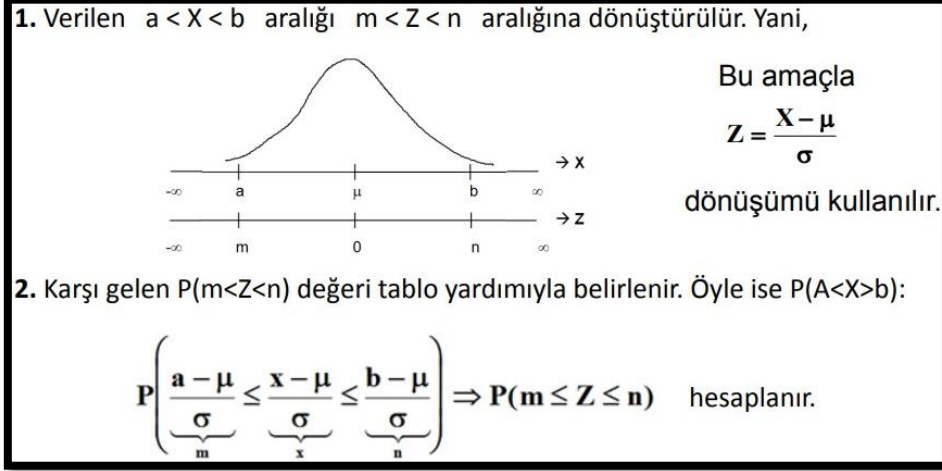 1. Verilen a < X < b aralığı m < Z < n aralığına dönüştürülür. Yani,
Bu amaçla
Z = X − μ / σ
dönüşümü kullanılır.
→ X
-∞ a μ b ∞
→ Z
-∞ m 0 n ∞
2. Karşı gelen P(m<Z<n) değeri tablo yardımıyla belirlenir. Öyle ise P(A<X>b):
P( a − μ / σ ≤ x − μ / σ ≤ b − μ / σ ) ⇒ P(m ≤ Z ≤ n) hesaplanır.
m x n